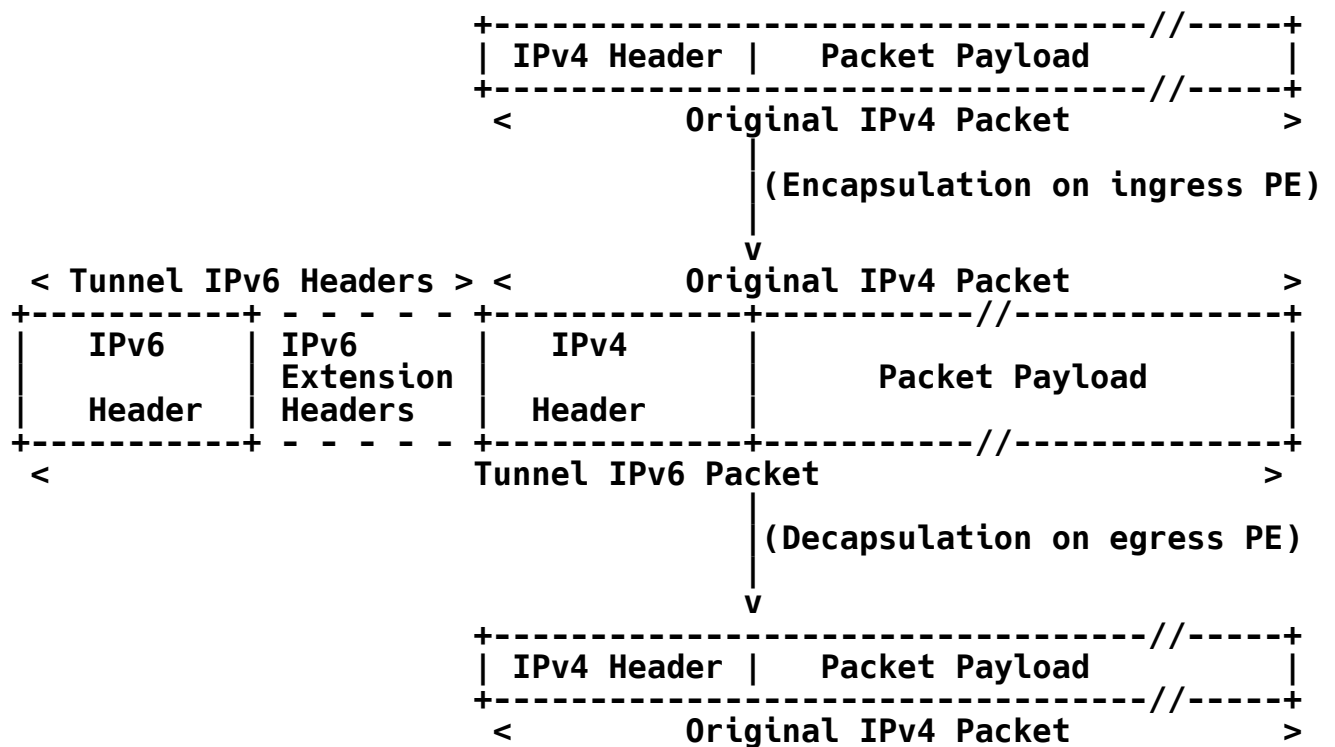 +----------------------------------//-----+
| IPv4 Header |   Packet Payload          |
+----------------------------------//-----+
<         Original IPv4 Packet           >
|
|(Encapsulation on ingress PE)
|
v
< Tunnel IPv6 Headers > <         Original IPv4 Packet           >
+-----------+ - - - - - +-------------+-----------//--------------+
|   IPv6    | IPv6      |   IPv4      |                           |
|           | Extension |             |      Packet Payload       |
|   Header  | Headers   |  Header     |                           |
+-----------+ - - - - - +-------------+-----------//--------------+
<                      Tunnel IPv6 Packet                       >
|
|(Decapsulation on egress PE)
|
v
+----------------------------------//-----+
| IPv4 Header |   Packet Payload          |
+----------------------------------//-----+
<         Original IPv4 Packet           >